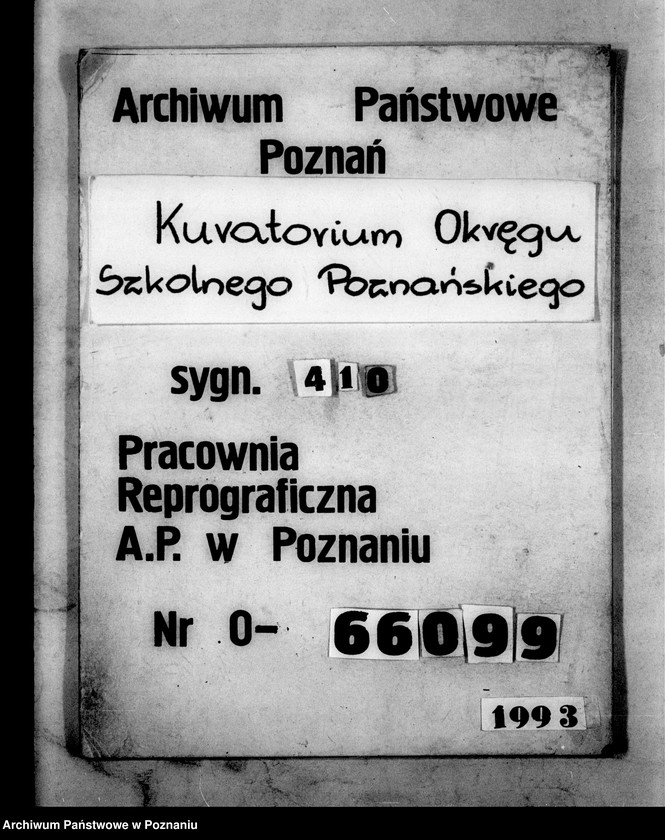 Archiwum Państwowe
Poznań
Kuratorium Okręgu
Szkolnego Poznańskiego
sygn. 410
Pracownia
Reprograficzna
A.P. w Poznaniu
Nr 0- 66099
1993
Archiwum Państwowe w Poznaniu